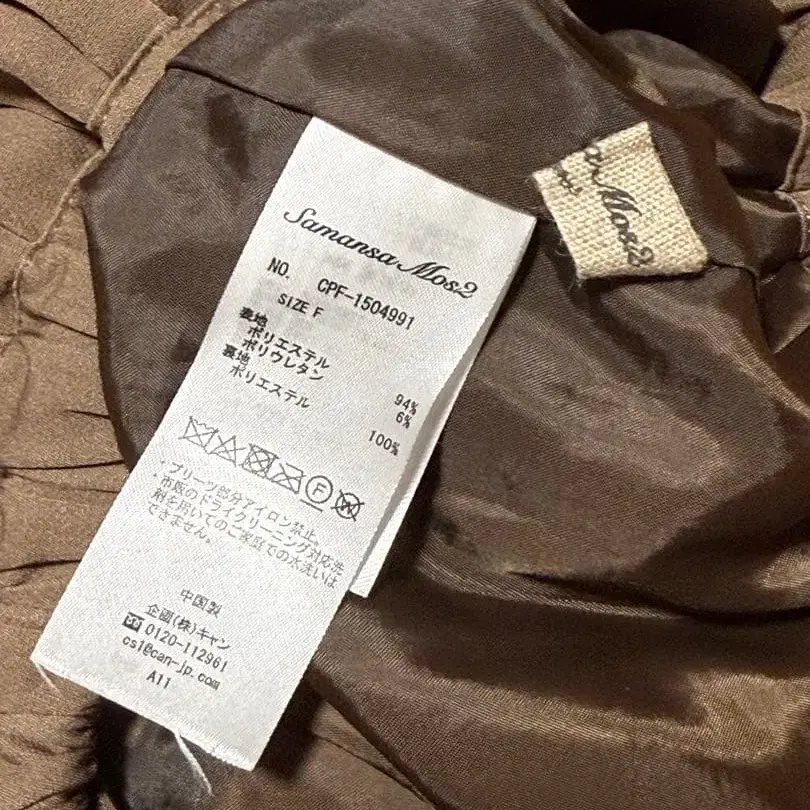 Samansa Mos2
NO. CPF-1504991
SIZE F
表地
ポリエステル 94%
ポリウレタン 6%
裏地
ポリエステル 100%
F W
・プリーツ部分アイロン禁止。
・市販のドライクリーニング対応洗
剤を用いてのご家庭での水洗いは
できません。
中国製
企画(株)キャン
0120-112961
cs1@can-jp.com
A11
a Mos2